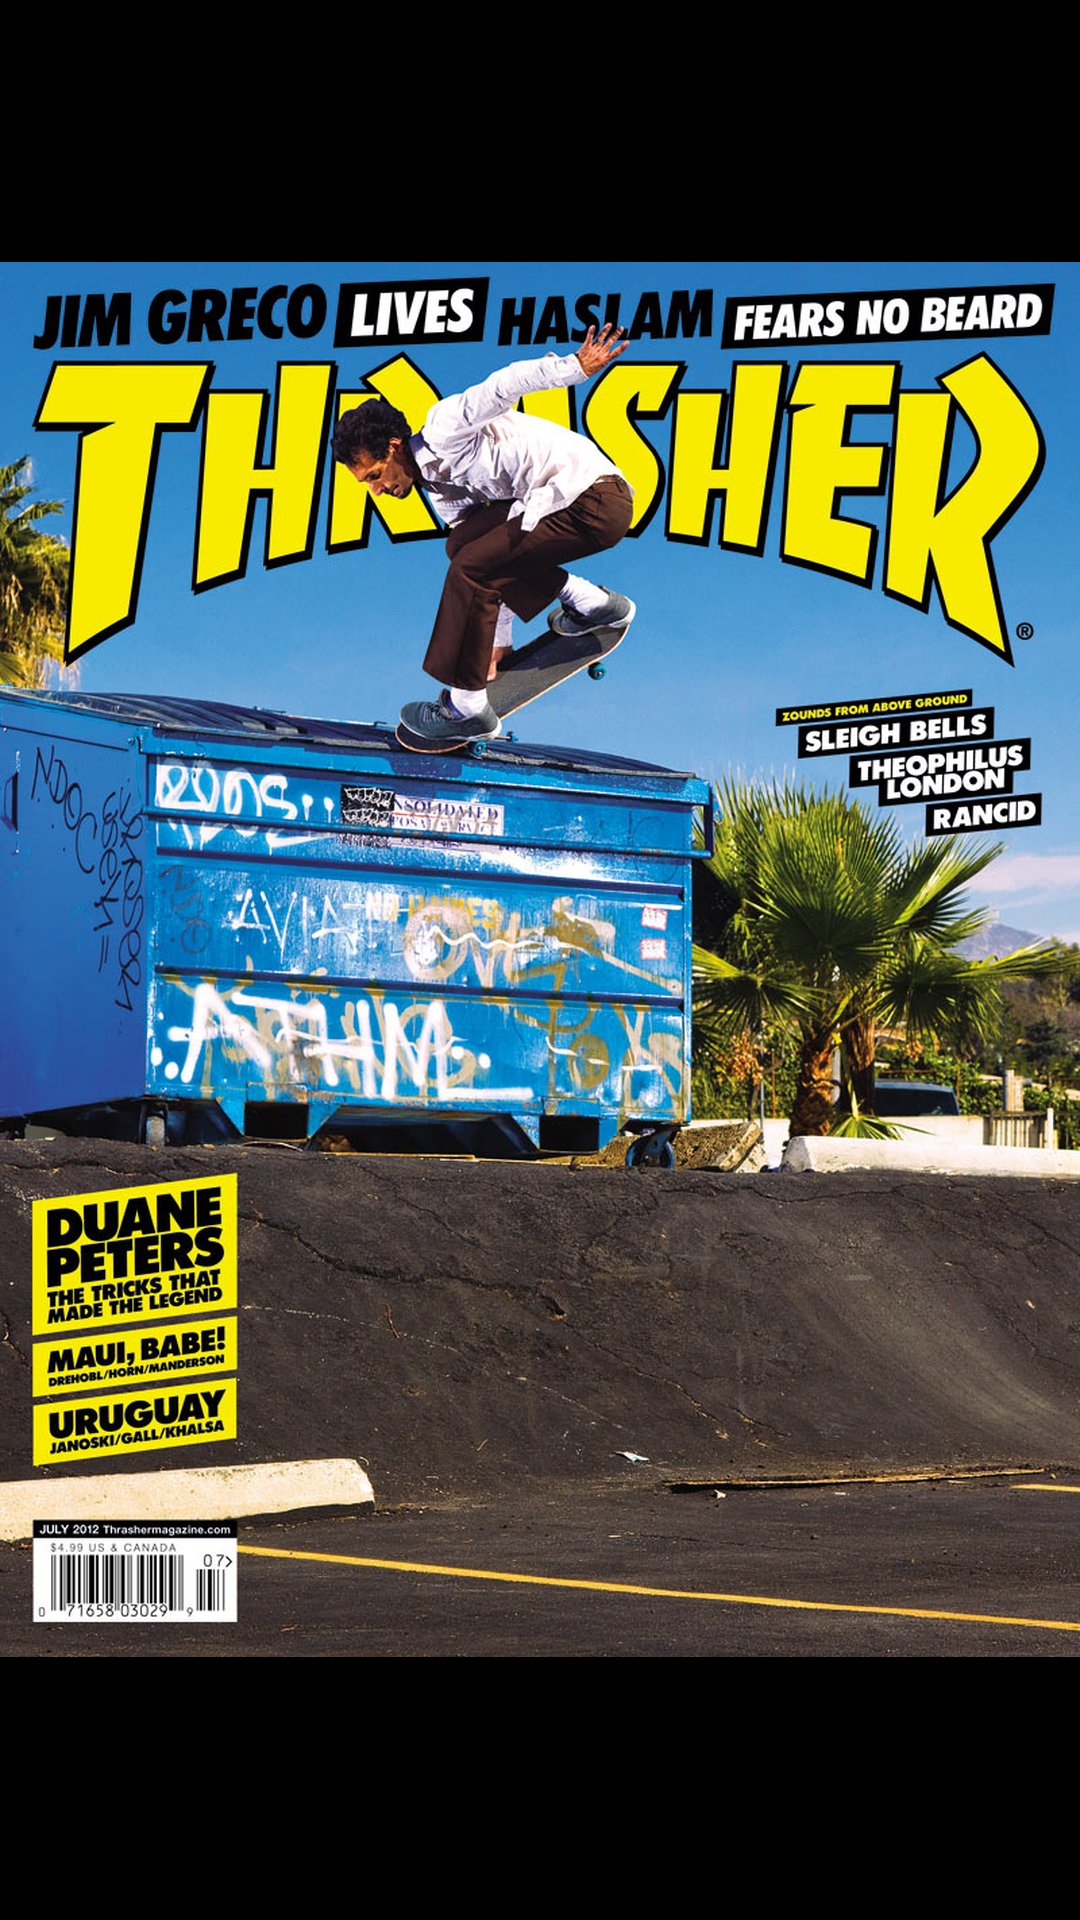 JIM GRECO LIVES HASLAM FEARS NO BEARD
THRASHER®
ZOUNDS FROM ABOVE GROUND
SLEIGH BELLS
THEOPHILUS
LONDON
RANCID
NO
ATHM
DUANE
PETERS
THE TRICKS THAT
MADE THE LEGEND
MAUI, BABE!
DREHOBL/HORN/MANDERSON
URUGUAY
JANOSKI/GALL/KHALSA
JULY 2012 Thrashermagazine.com
$4.99 US & CANADA
07>
0 71658 03029 9